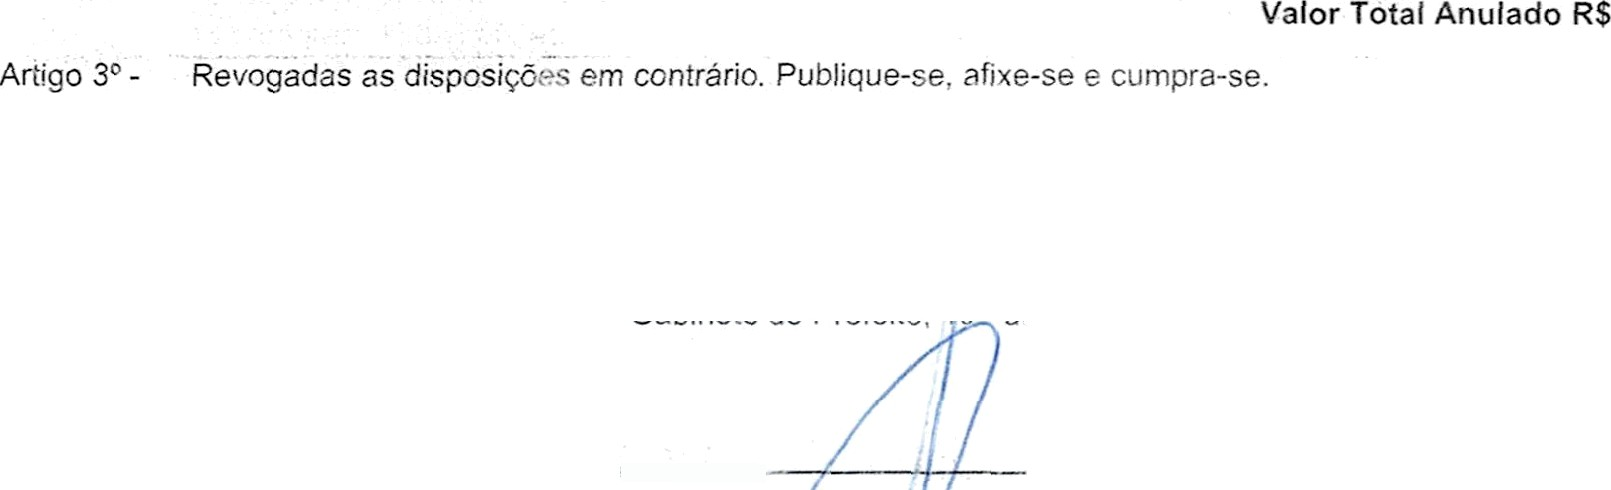 Valor Total Anulado R$
Artigo 3º - Revogadas as disposições em contrário. Publique-se, afixe-se e cumpra-se.